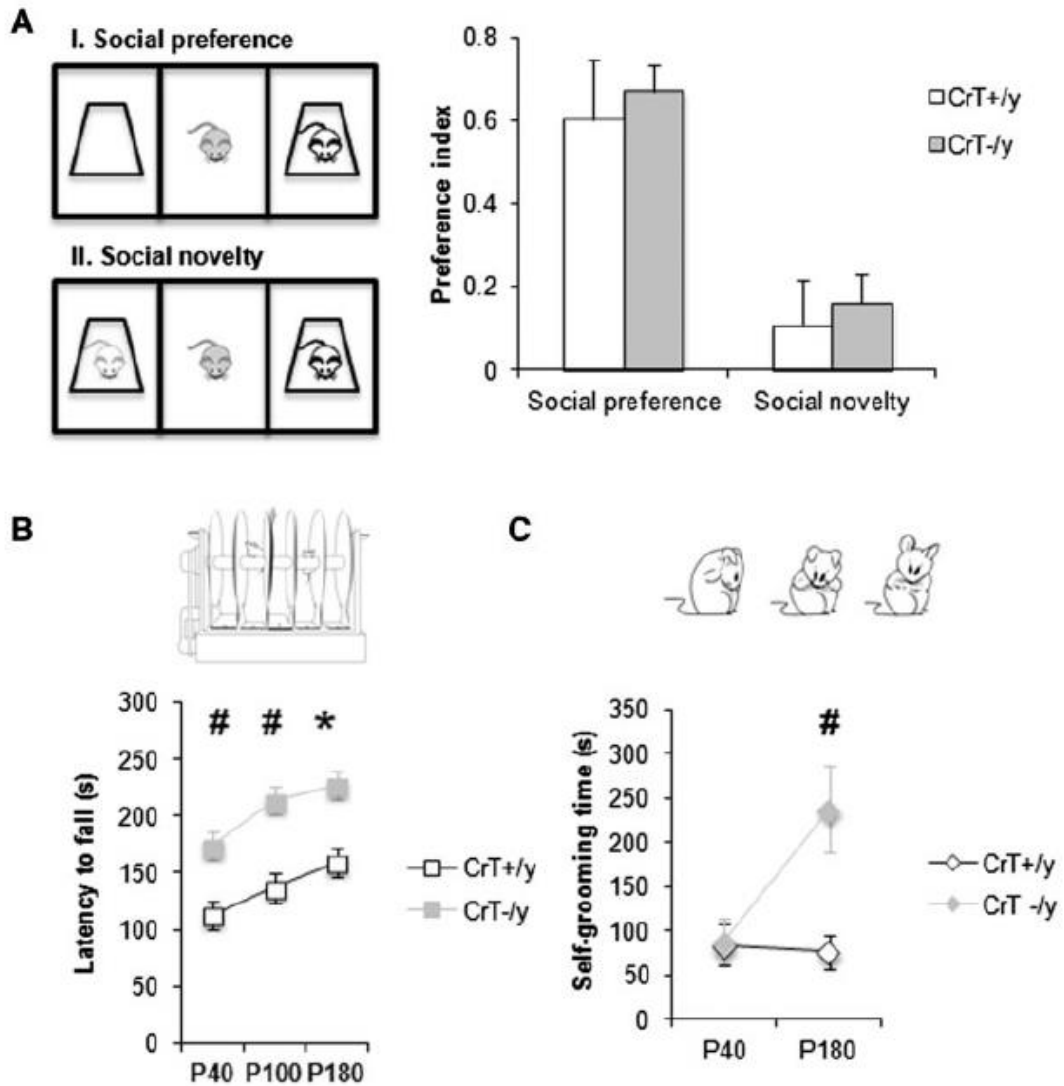 A
I. Social preference
II. Social novelty
Preference index
0.8
0.6
0.4
0.2
0
Social preference
Social novelty
CrT+/y
CrT-/y
B
Latency to fall (s)
300
250
200
150
100
50
0
# # *
P40 P100 P180
CrT+/y
CrT-/y
C
Self-grooming time (s)
350
300
250
200
150
100
50
0
#
P40 P180
CrT+/y
CrT -/y